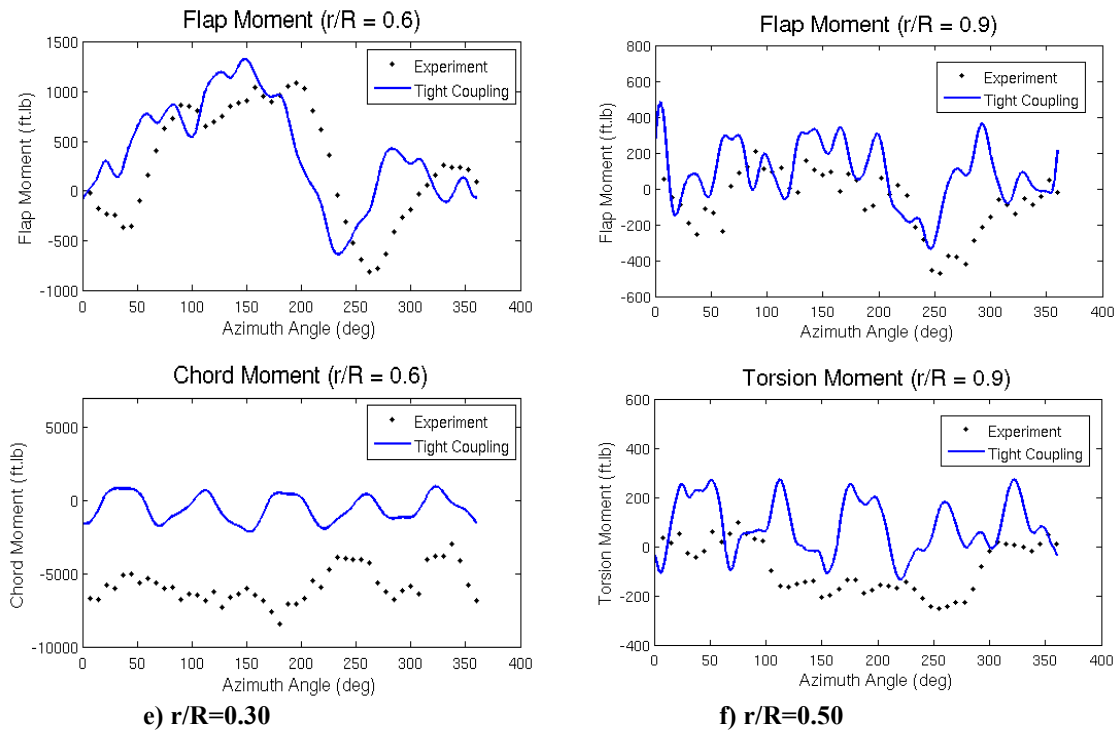 Flap Moment (r/R = 0.6)
1500
1000
500
0
-500
-1000
Flap Moment (ft.lb)
Experiment
Tight Coupling
0 50 100 150 200 250 300 350 400
Azimuth Angle (deg)
Flap Moment (r/R = 0.9)
800
600
400
200
0
-200
-400
-600
Flap Moment (ft.lb)
Experiment
Tight Coupling
0 50 100 150 200 250 300 350 400
Azimuth Angle (deg)
Chord Moment (r/R = 0.6)
5000
0
-5000
-10000
Chord Moment (ft.lb)
Experiment
Tight Coupling
0 50 100 150 200 250 300 350 400
Azimuth Angle (deg)
e) r/R=0.30
Torsion Moment (r/R = 0.9)
600
400
200
0
-200
-400
Torsion Moment (ft.lb)
Experiment
Tight Coupling
0 50 100 150 200 250 300 350 400
Azimuth Angle (deg)
f) r/R=0.50